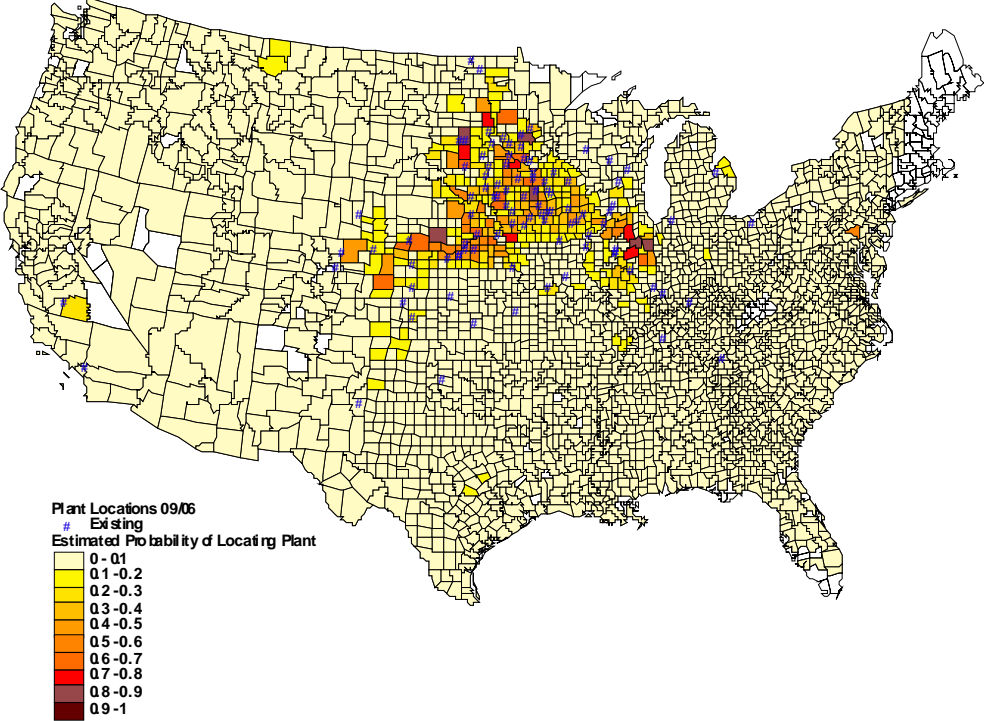 Plant Locations 09/06
# Existing
Estimated Probability of Locating Plant
0 - 0.1
0.1 - 0.2
0.2 - 0.3
0.3 - 0.4
0.4 - 0.5
0.5 - 0.6
0.6 - 0.7
0.7 - 0.8
0.8 - 0.9
0.9 - 1